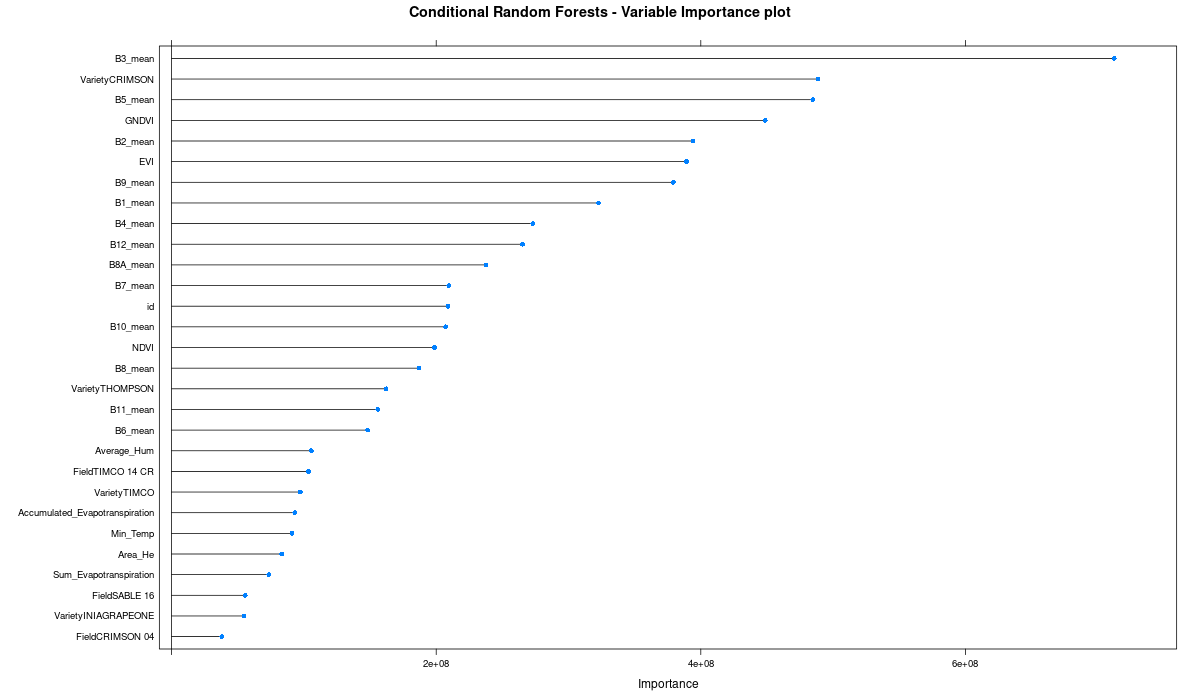 Conditional Random Forests - Variable Importance plot
B3_mean
VarietyCRIMSON
B5_mean
GNDVI
B2_mean
EVI
B9_mean
B1_mean
B4_mean
B12_mean
B8A_mean
B7_mean
id
B10_mean
NDVI
B8_mean
VarietyTHOMPSON
B11_mean
B6_mean
Average_Hum
FieldTIMCO 14 CR
VarietyTIMCO
Accumulated_Evapotranspiration
Min_Temp
Area_He
Sum_Evapotranspiration
FieldSABLE 16
VarietyINIAGRAPEONE
FieldCRIMSON 04
2e+08 4e+08 6e+08
Importance